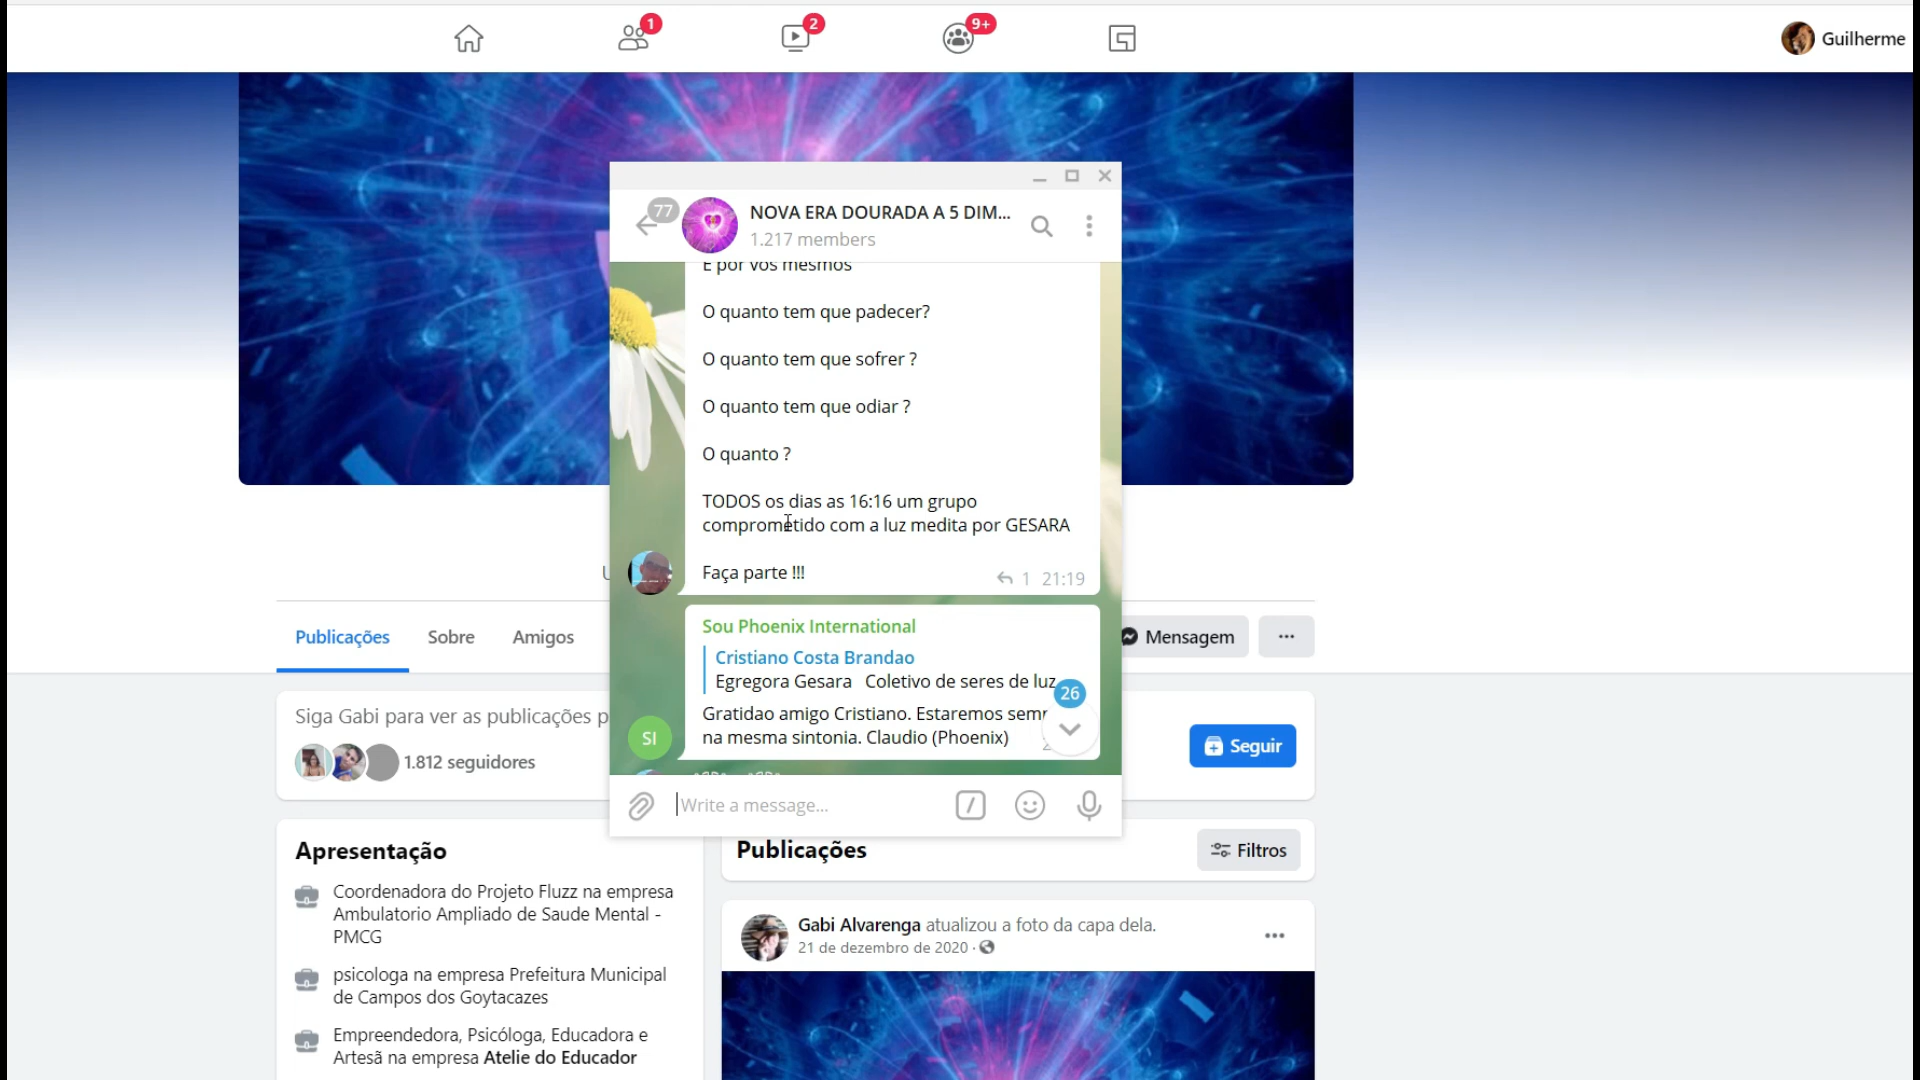 1
2
9+
Guilherme
77
NOVA ERA DOURADA A 5 DIM...
1.217 members
E por vos mesmos
O quanto tem que padecer?
O quanto tem que sofrer ?
O quanto tem que odiar ?
O quanto ?
TODOS os dias as 16:16 um grupo
comprometido com a luz medita por GESARA
Faça parte !!!
1 21:19
Sou Phoenix International
Cristiano Costa Brandao
Egregora Gesara Coletivo de seres de luz
26
Gratidao amigo Cristiano. Estaremos
na mesma sintonia. Claudio (Phoenix)
SI
Write a message...
Publicações
Sobre
Amigos
Mensagem
Siga Gabi para ver as publicações
1.812 seguidores
Seguir
Apresentação
Coordenadora do Projeto Fluzz na empresa
Ambulatorio Ampliado de Saude Mental -
PMCG
psicologa na empresa Prefeitura Municipal
de Campos dos Goytacazes
Empreendedora, Psicóloga, Educadora e
Artesã na empresa Atelie do Educador
Publicações
Filtros
Gabi Alvarenga atualizou a foto da capa dela.
21 de dezembro de 2020 ·